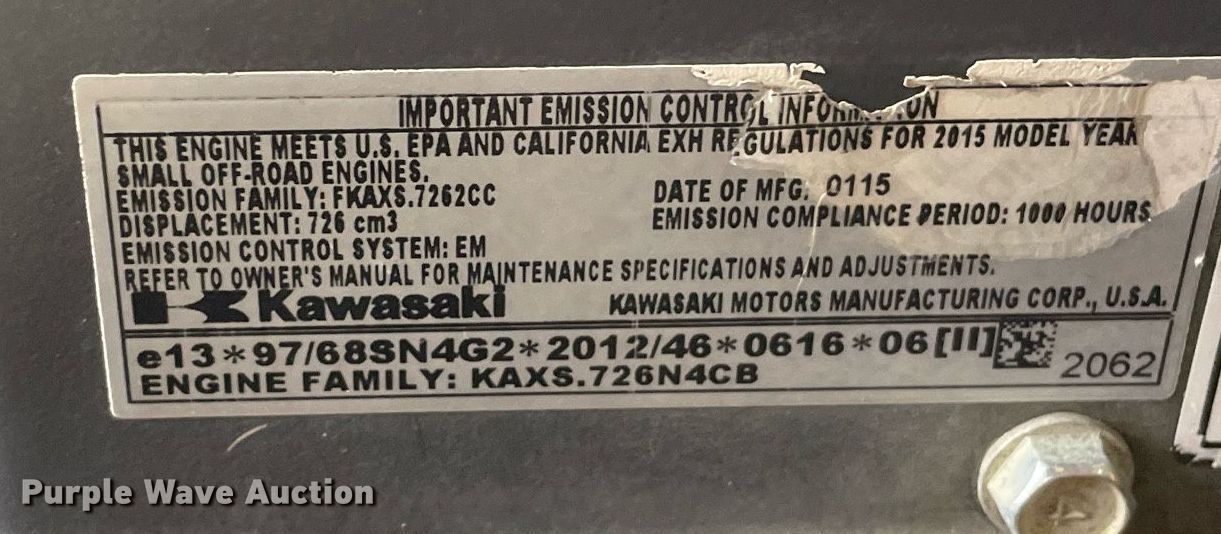 IMPORTANT EMISSION CONTROL INFORMATION
THIS ENGINE MEETS U.S. EPA AND CALIFORNIA EXH REGULATIONS FOR 2015 MODEL YEAR
SMALL OFF-ROAD ENGINES.
EMISSION FAMILY: FKAXS.7262CC DATE OF MFG: 0115
DISPLACEMENT: 726 cm3 EMISSION COMPLIANCE PERIOD: 1000 HOURS
EMISSION CONTROL SYSTEM: EM
REFER TO OWNER'S MANUAL FOR MAINTENANCE SPECIFICATIONS AND ADJUSTMENTS.
Kawasaki KAWASAKI MOTORS MANUFACTURING CORP., U.S.A.
e13*97/68SN4G2*2012/46*0616*06[II]
ENGINE FAMILY: KAXS.726N4CB 2062
Purple Wave Auction